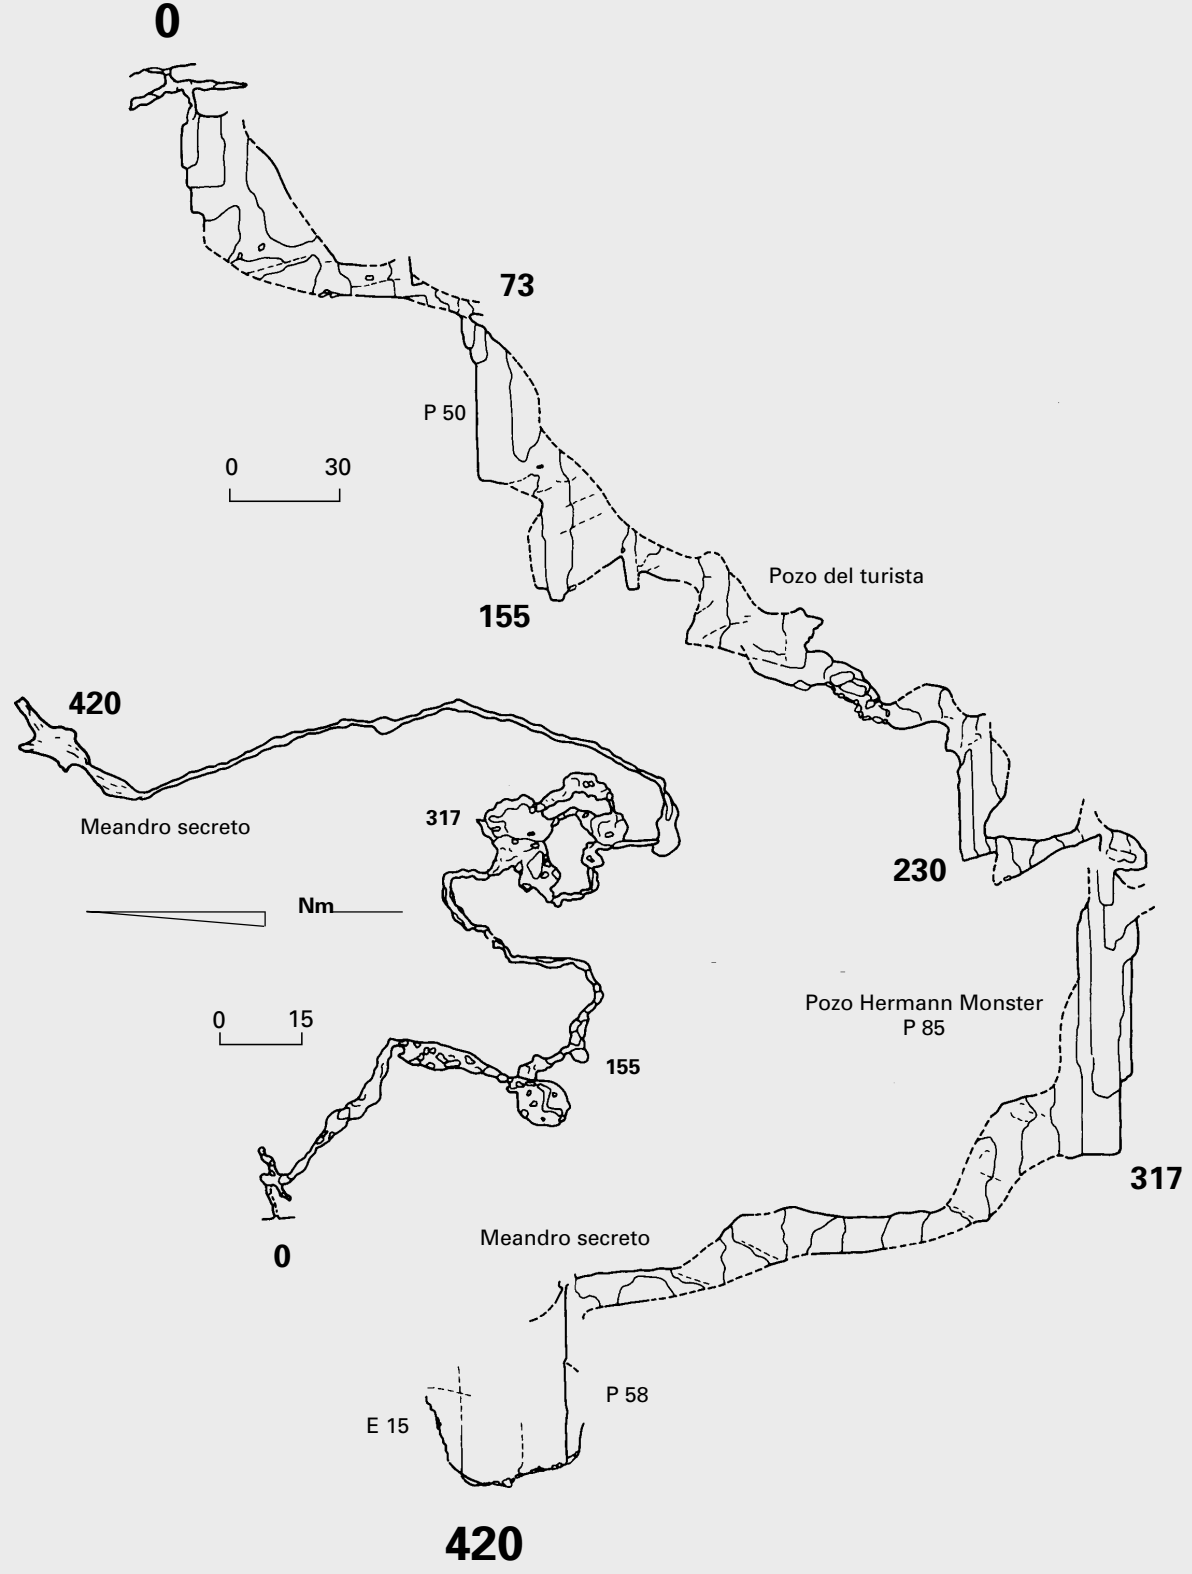 0
73
P 50
0 30
Pozo del turista
155
420
317
Meandro secreto
230
Nm
Pozo Hermann Monster
P 85
0 15
155
317
Meandro secreto
0
P 58
E 15
420